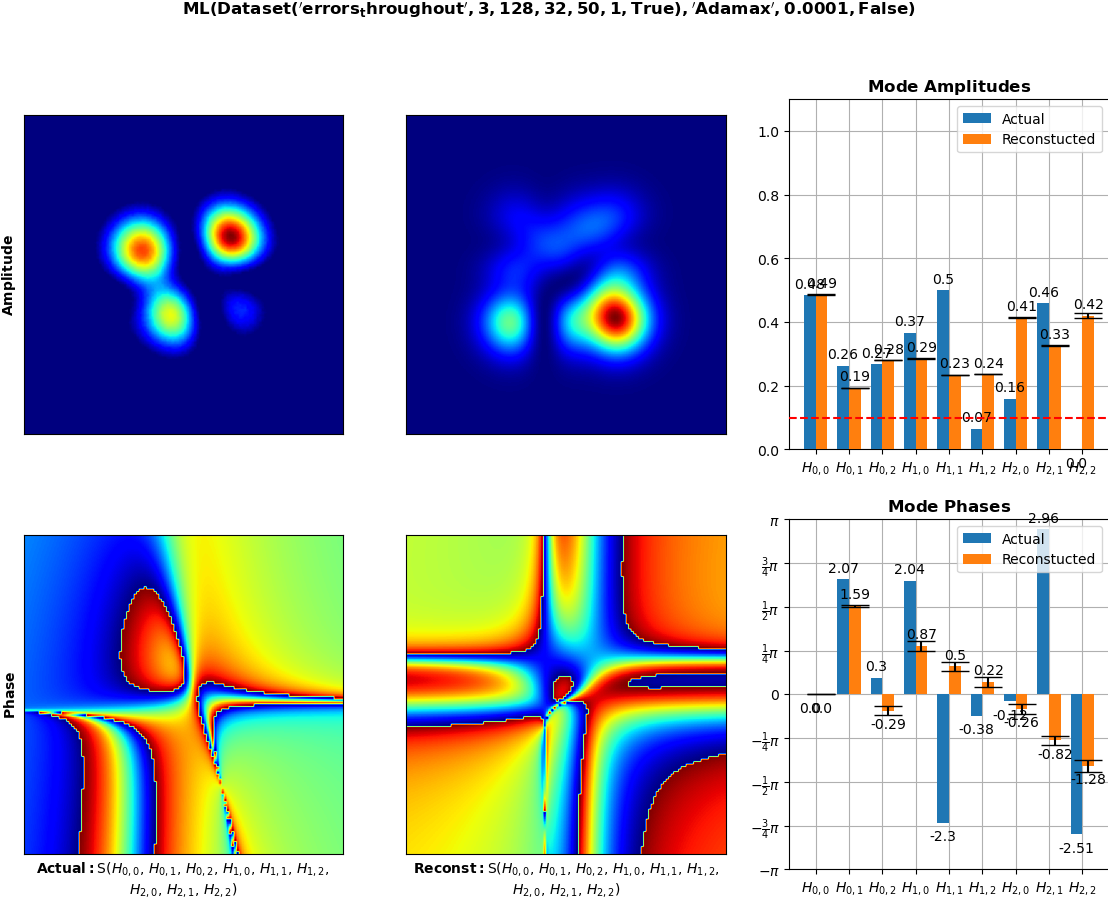 ML(Dataset('errors_throughout', 3, 128, 32, 50, 1, True), 'Adamax', 0.0001, False)
Amplitude
Mode Amplitudes
Actual
Reconstucted
1.0
0.8
0.6
0.4
0.2
0.0
0.48 0.49
0.26 0.19
0.27 0.28
0.37 0.29
0.5 0.23
0.07 0.24
0.16 0.41
0.46 0.33
0.0 0.42
H0,0 H0,1 H0,2 H1,0 H1,1 H1,2 H2,0 H2,1 H2,2
Phase
Mode Phases
Actual
Reconstucted
π
3/4π
1/2π
1/4π
0
−1/4π
−1/2π
−3/4π
−π
0.0 0.0
2.07 1.59
0.3 -0.29
2.04 0.87
-2.3 0.5
-0.38 0.22
-0.26
2.96 -0.82
-2.51 -1.28
H0,0 H0,1 H0,2 H1,0 H1,1 H1,2 H2,0 H2,1 H2,2
Actual: S(H0,0, H0,1, H0,2, H1,0, H1,1, H1,2,
H2,0, H2,1, H2,2)
Reconst: S(H0,0, H0,1, H0,2, H1,0, H1,1, H1,2,
H2,0, H2,1, H2,2)